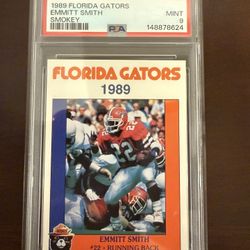 1989 FLORIDA GATORS
EMMITT SMITH
SMOKEY
MINT
9
PSA
148878624
FLORIDA GATORS
1989
22
EMMITT SMITH
#22 - RUNNING BACK